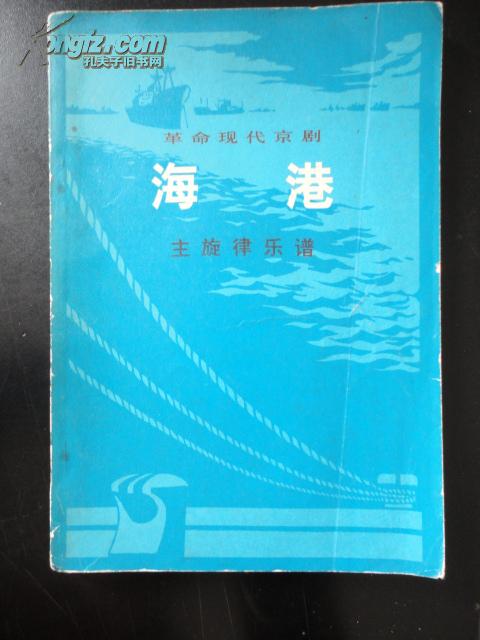 kongfz.com
孔夫子旧书网
革命现代京剧
海港
主旋律乐谱